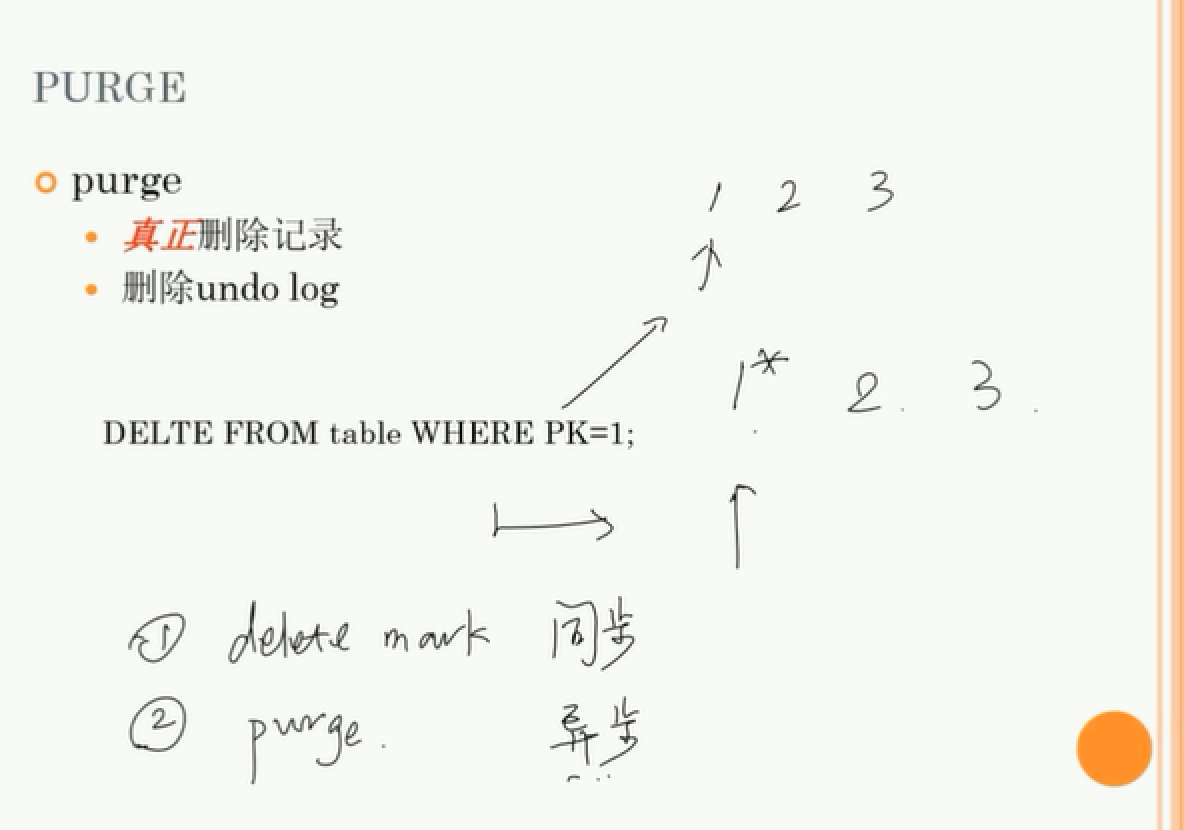 PURGE
purge
真正删除记录
删除undo log
1 2 3
1* 2. 3.
DELTE FROM table WHERE PK=1;
① delete mark 同步
② purge. 异步